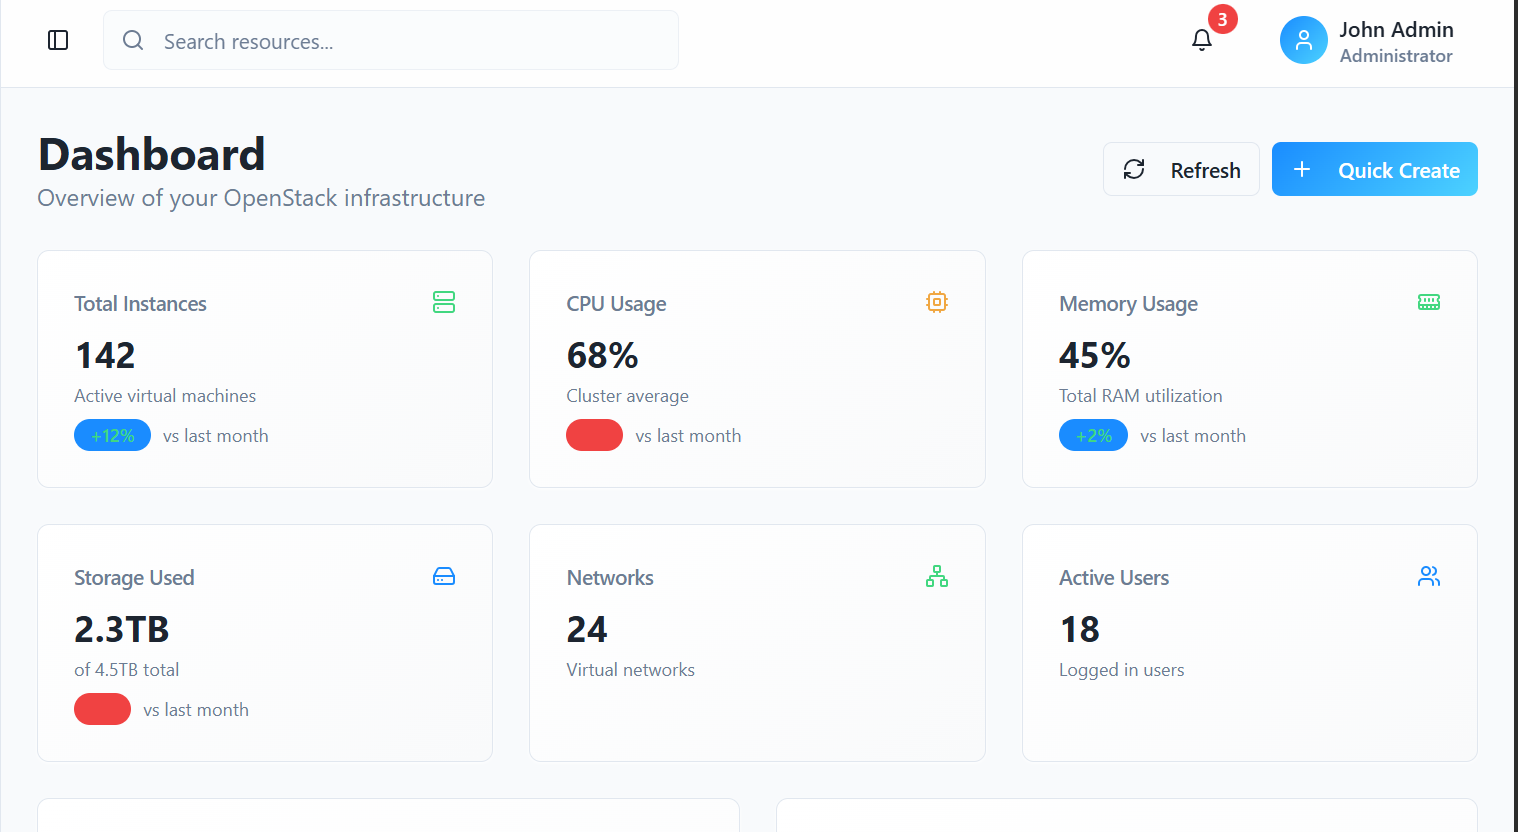 Search resources...
3
John Admin
Administrator
Dashboard
Overview of your OpenStack infrastructure
Refresh
Quick Create
Total Instances
142
Active virtual machines
+12% vs last month
CPU Usage
68%
Cluster average
vs last month
Memory Usage
45%
Total RAM utilization
+2% vs last month
Storage Used
2.3TB
of 4.5TB total
vs last month
Networks
24
Virtual networks
Active Users
18
Logged in users